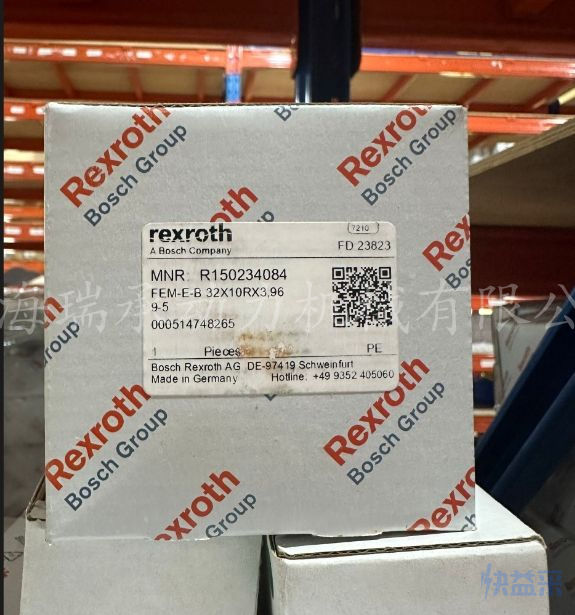 Rexroth
Bosch Group
Rexroth
Rexroth
Bosch Group
rexroth
A Bosch Company
7210
FD 23823
MNR: R150234084
FEM-E-B 32X10RX3,96
9-5
000514748265
1 Pieces PE
Bosch Rexroth AG DE-97419 Schweinfurt
Made in Germany Hotline: +49 9352 405060
Rexroth
Bosch Group
Rexroth
Bosch Group
Rexroth
Bosch Group
快益采